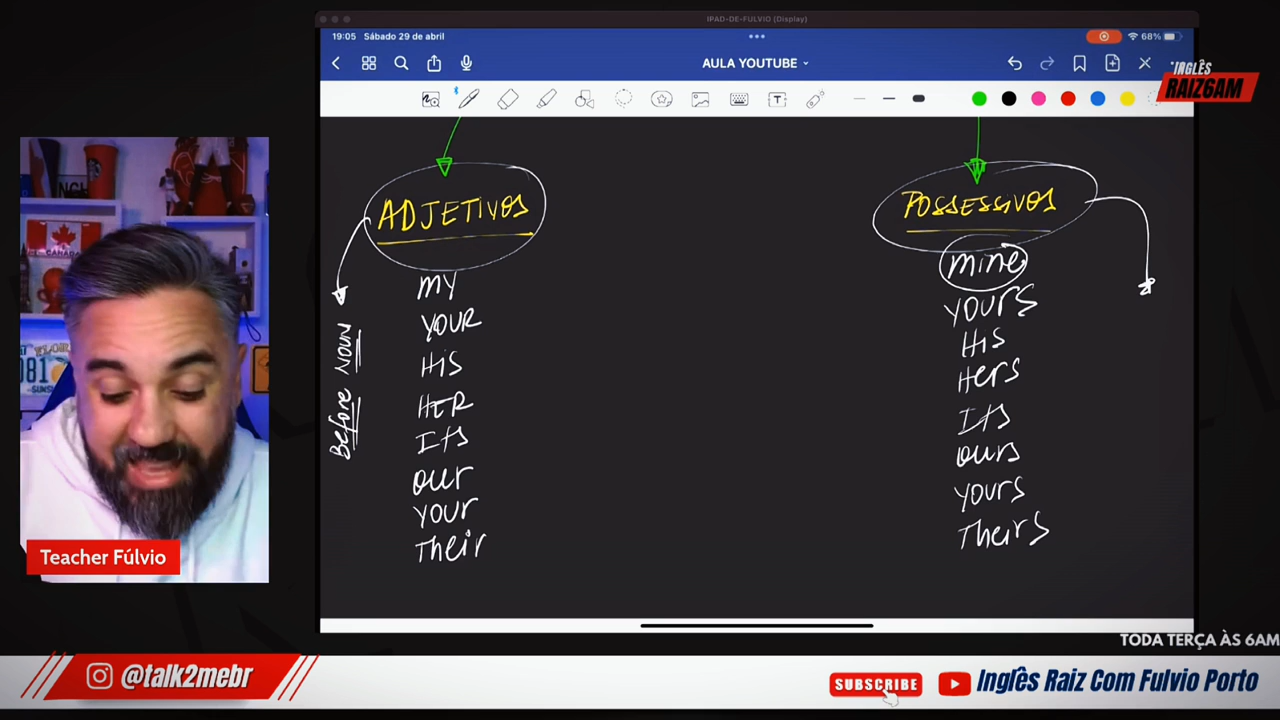 IPAD-DE-FULVIO (Display)
19:05 Sábado 29 de abril
68%
AULA YOUTUBE
INGLÊS
RAIZ6AM
ADJETIVOS
my
YOUR
His
HER
Its
our
your
Their
Before NOUN
POSSESSIVOS
mine
yours
His
Hers
Its
ours
yours
Theirs
CANADA
Teacher Fúlvio
TODA TERÇA ÀS 6AM
@talk2mebr
SUBSCRIBE
Inglês Raiz Com Fulvio Porto